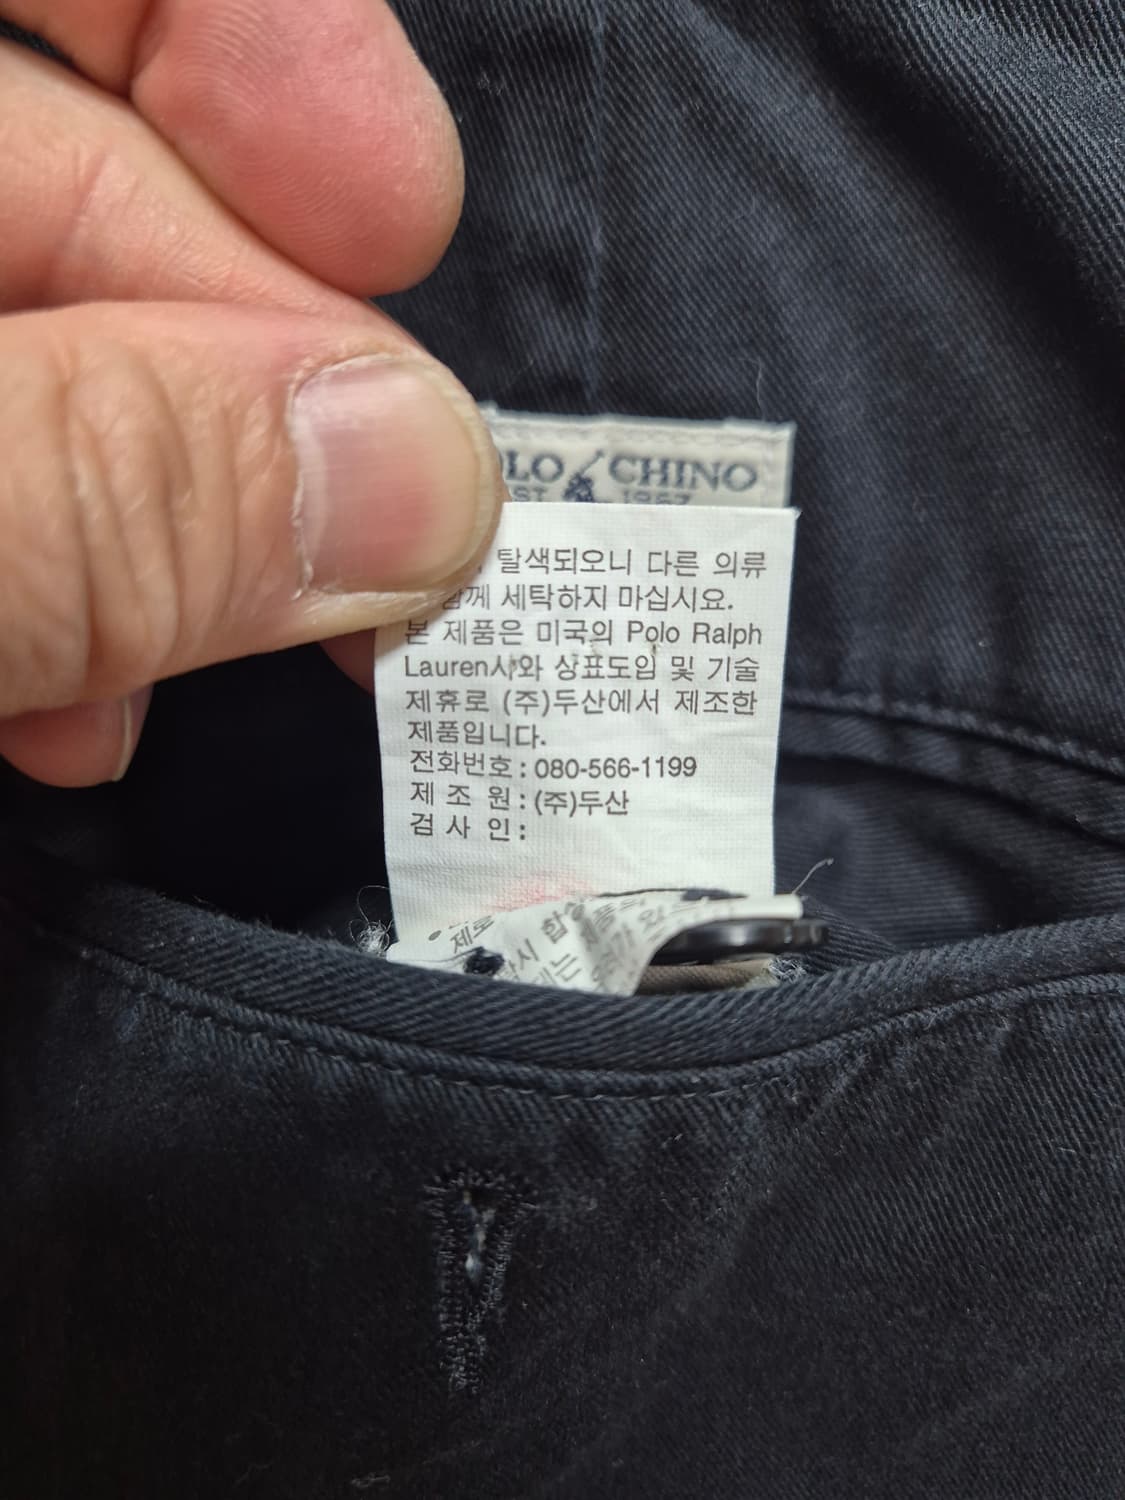 CHINO
탈색되오니 다른 의류
세탁하지 마십시요.
본 제품은 미국의 Polo Ralph
Lauren사와 상표도입 및 기술
제휴로 (주)두산에서 제조한
제품입니다.
전화번호 : 080-566-1199
제 조 원 : (주)두산
검 사 인 :